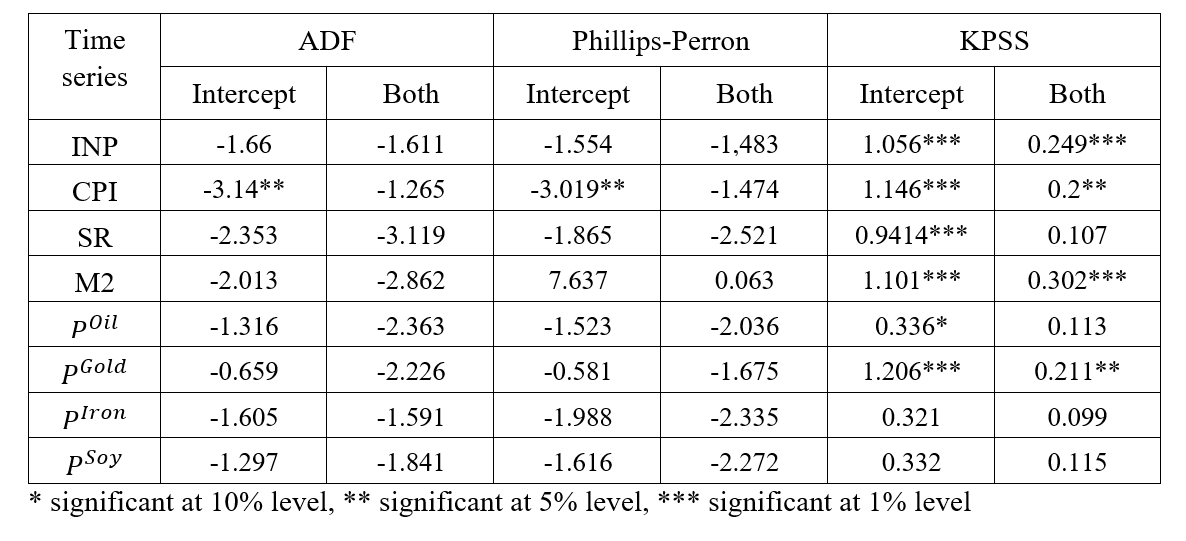 Time series ADF Phillips-Perron KPSS
Intercept Both Intercept Both Intercept Both
INP -1.66 -1.611 -1.554 -1,483 1.056*** 0.249***
CPI -3.14** -1.265 -3.019** -1.474 1.146*** 0.2**
SR -2.353 -3.119 -1.865 -2.521 0.9414*** 0.107
M2 -2.013 -2.862 7.637 0.063 1.101*** 0.302***
P^Oil -1.316 -2.363 -1.523 -2.036 0.336* 0.113
P^Gold -0.659 -2.226 -0.581 -1.675 1.206*** 0.211**
P^Iron -1.605 -1.591 -1.988 -2.335 0.321 0.099
P^Soy -1.297 -1.841 -1.616 -2.272 0.332 0.115
* significant at 10% level, ** significant at 5% level, *** significant at 1% level